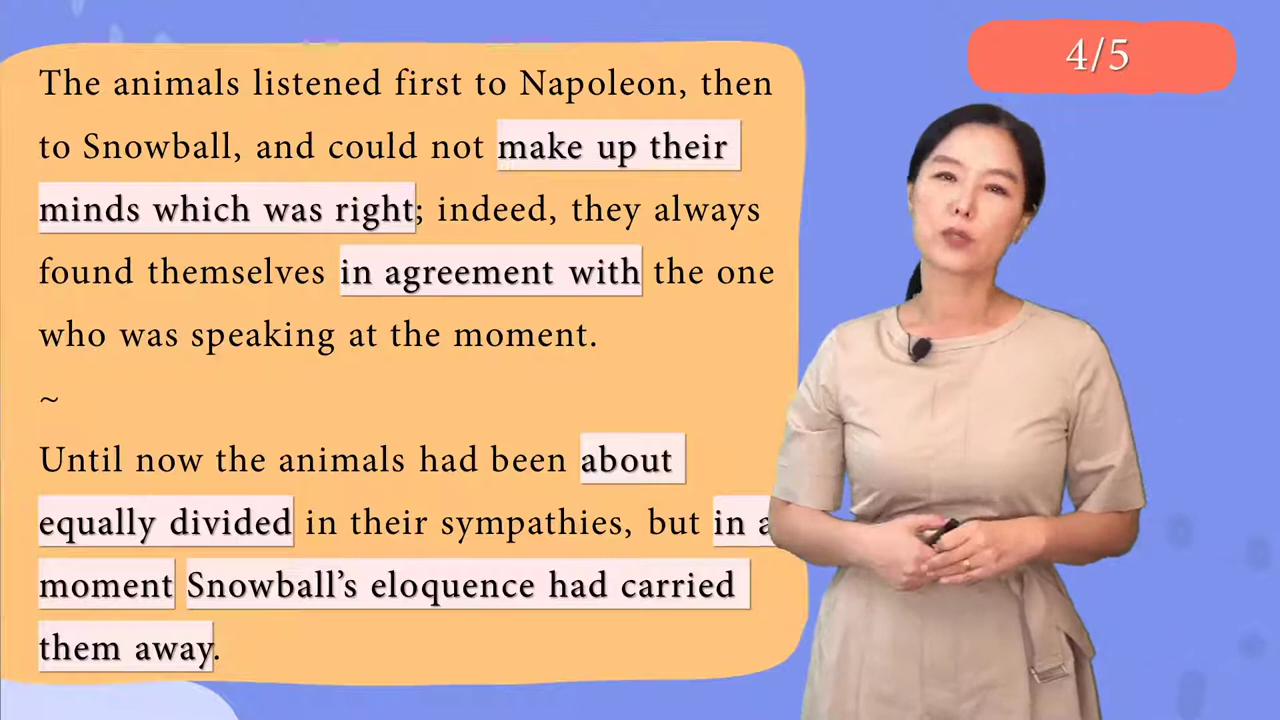 4/5
The animals listened first to Napoleon, then
to Snowball, and could not make up their
minds which was right; indeed, they always
found themselves in agreement with the one
who was speaking at the moment.
~
Until now the animals had been about
equally divided in their sympathies, but in a
moment Snowball’s eloquence had carried
them away.